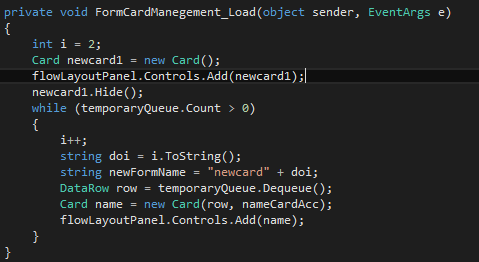 private void FormCardManegement_Load(object sender, EventArgs e)
{
int i = 2;
Card newcard1 = new Card();
flowLayoutPanel.Controls.Add(newcard1);
newcard1.Hide();
while (temporaryQueue.Count > 0)
{
i++;
string doi = i.ToString();
string newFormName = "newcard" + doi;
DataRow row = temporaryQueue.Dequeue();
Card name = new Card(row, nameCardAcc);
flowLayoutPanel.Controls.Add(name);
}
}